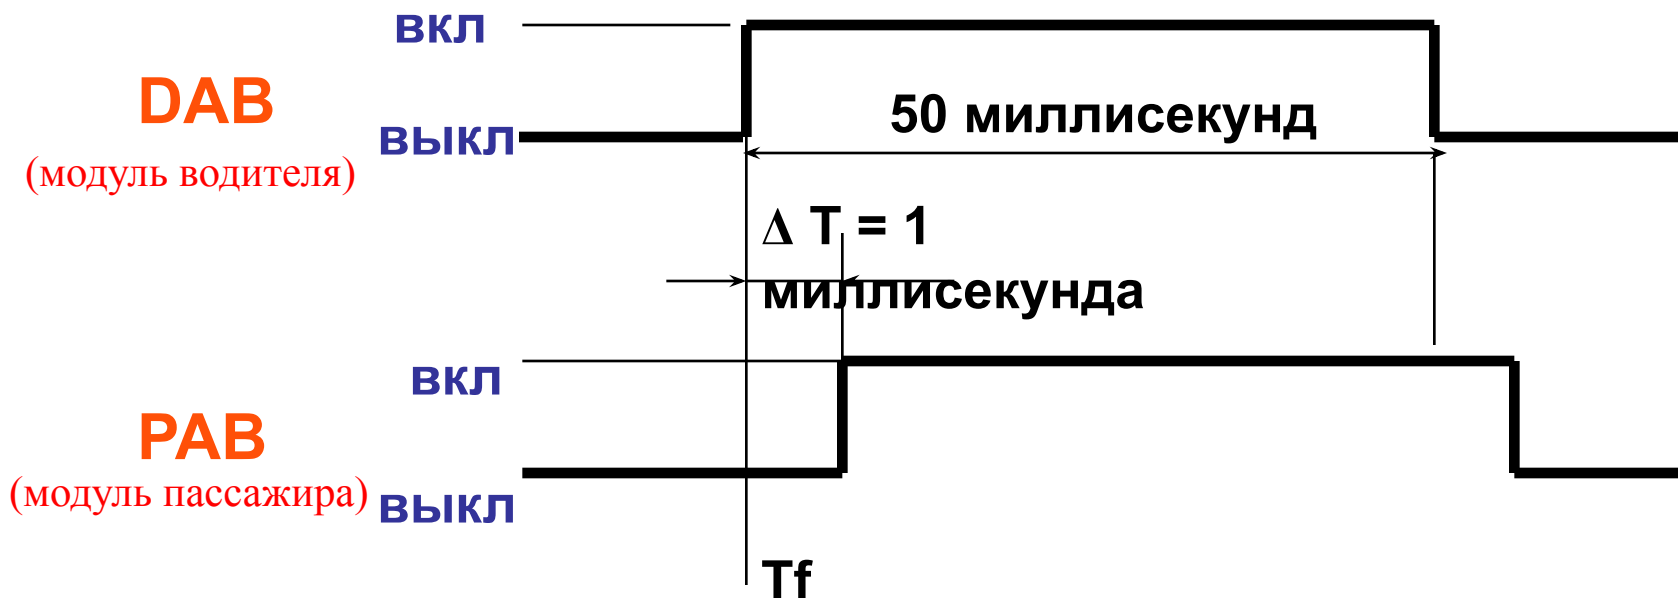 вкл
DAB
50 миллисекунд
выкл
(модуль водителя)
Δ T = 1
миллисекунда
вкл
PAB
(модуль пассажира)
выкл
Tf